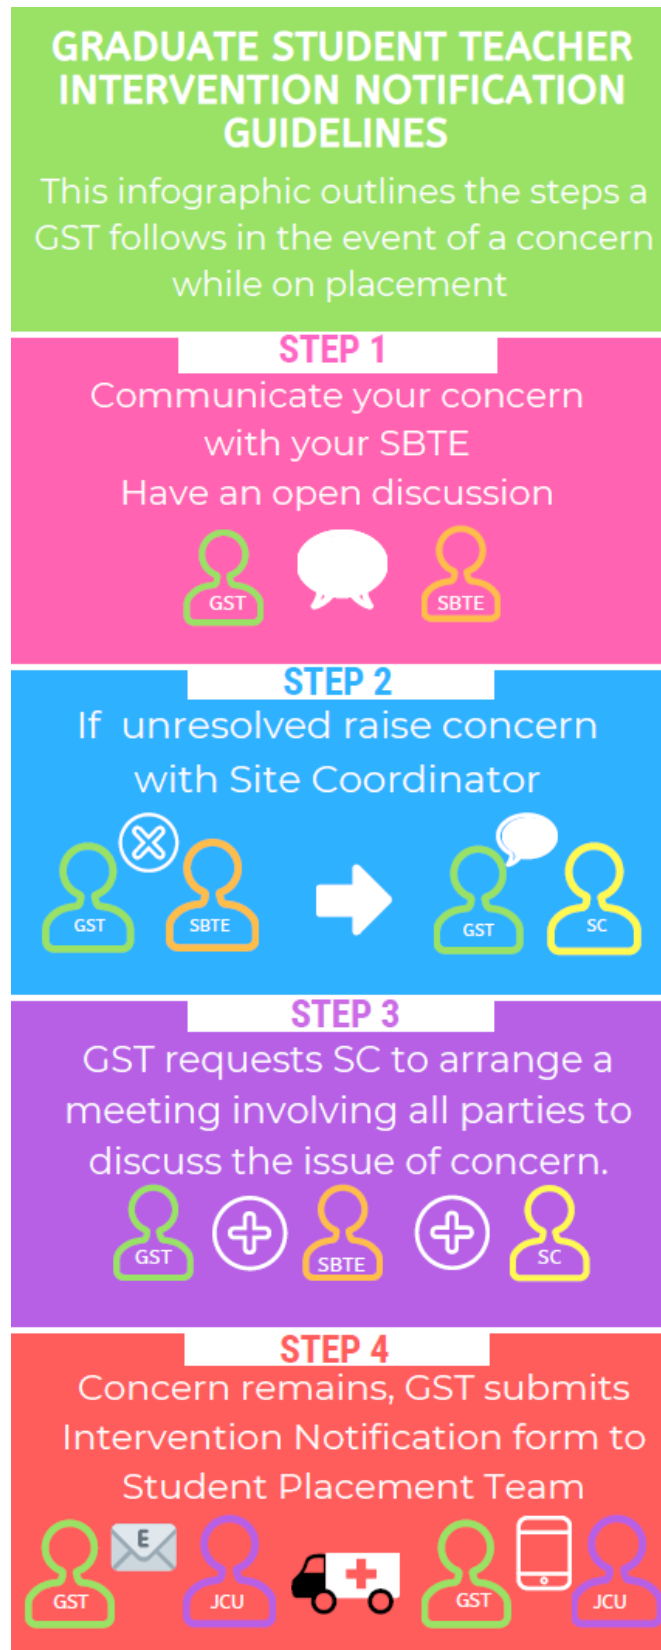 GRADUATE STUDENT TEACHER
INTERVENTION NOTIFICATION
GUIDELINES
This infographic outlines the steps a
GST follows in the event of a concern
while on placement
STEP 1
Communicate your concern
with your SBTE
Have an open discussion
GST
SBTE
STEP 2
If unresolved raise concern
with Site Coordinator
GST
SBTE
GST
SC
STEP 3
GST requests SC to arrange a
meeting involving all parties to
discuss the issue of concern.
GST
SBTE
SC
STEP 4
Concern remains, GST submits
Intervention Notification form to
Student Placement Team
GST
E
JCU
GST
JCU